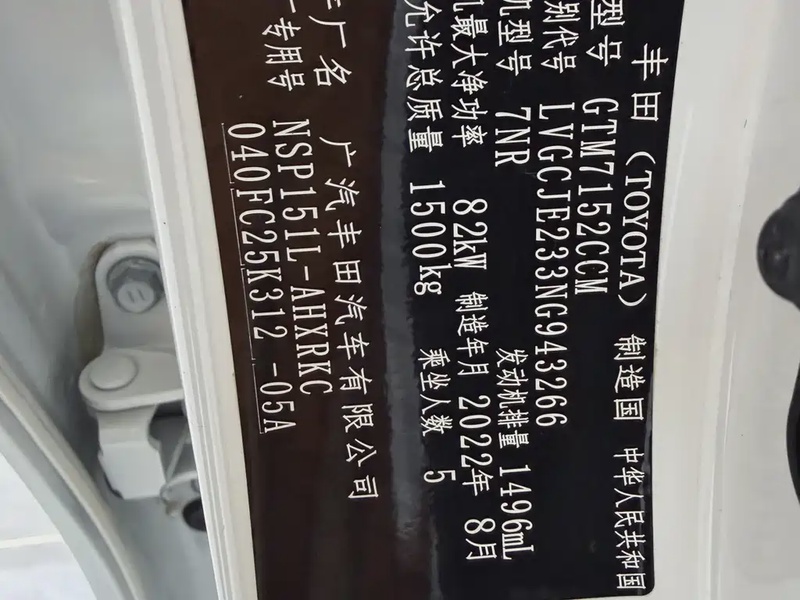 丰田 (TOYOTA) 制造国 中华人民共和国
型号 GTM7152CCM
别代号 LVGCJE233NG943266
机型号 7NR 发动机排量 1496mL
机最大净功率 82kW 制造年月 2022年 8月
允许总质量 1500kg 乘坐人数 5
厂名 广汽丰田汽车有限公司
专用号 NSP151L-AHXRKC
040FC25K312 -05A